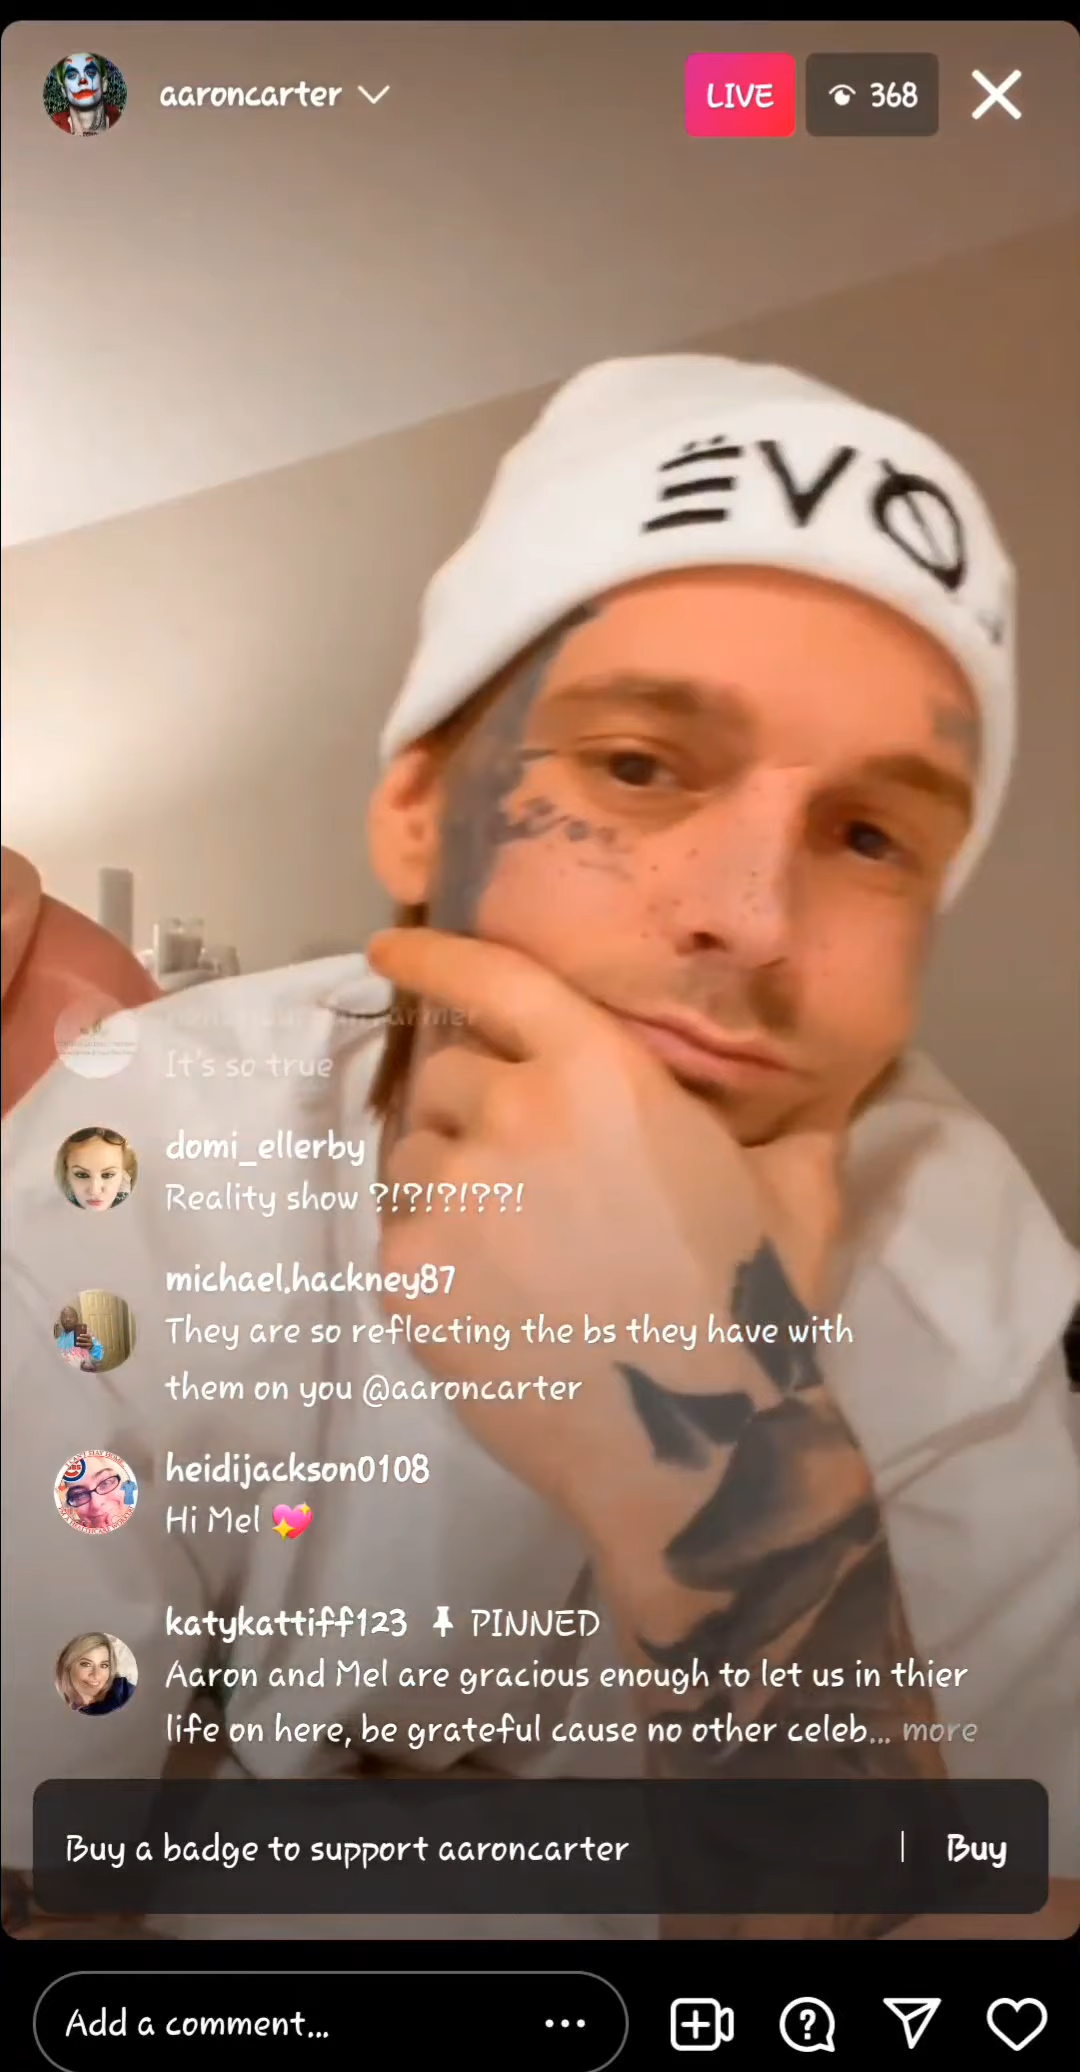 aaroncarter
LIVE
368
ËVO
It's so true
domi_ellerby
Reality show ?!?!?!??!
michael.hackney87
They are so reflecting the bs they have with
them on you @aaroncarter
heidijackson0108
Hi Mel 💖
katykattiff123 PINNED
Aaron and Mel are gracious enough to let us in thier
life on here, be grateful cause no other celeb... more
Buy a badge to support aaroncarter | Buy
Add a comment...